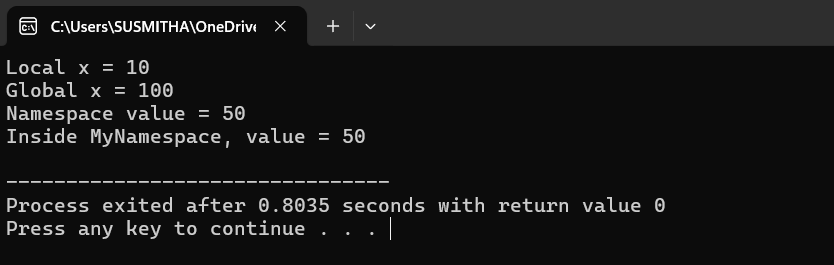 C:\Users\SUSMITHA\OneDrive
Local x = 10
Global x = 100
Namespace value = 50
Inside MyNamespace, value = 50
--------------------------------
Process exited after 0.8035 seconds with return value 0
Press any key to continue . . .